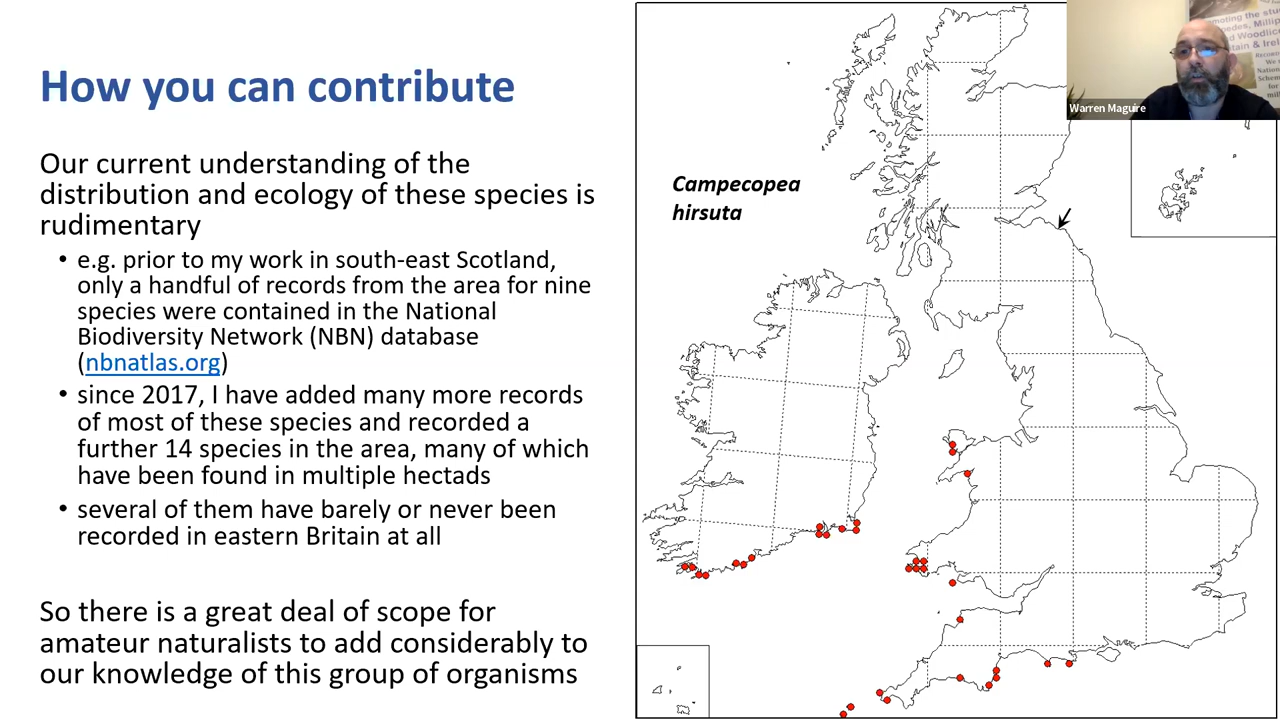 How you can contribute
Our current understanding of the
distribution and ecology of these species is
rudimentary
• e.g. prior to my work in south-east Scotland,
only a handful of records from the area for nine
species were contained in the National
Biodiversity Network (NBN) database
(nbnatlas.org)
• since 2017, I have added many more records
of most of these species and recorded a
further 14 species in the area, many of which
have been found in multiple hectads
• several of them have barely or never been
recorded in eastern Britain at all
So there is a great deal of scope for
amateur naturalists to add considerably to
our knowledge of this group of organisms
Campecopea
hirsuta
Warren Maguire